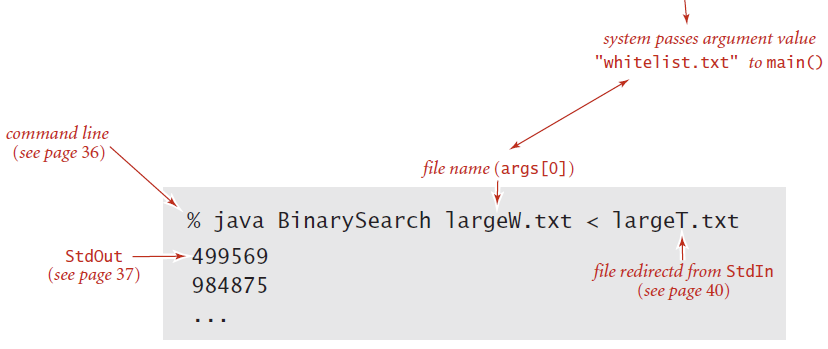 system passes argument value
"whitelist.txt" to main()
command line
(see page 36)
file name (args[0])
% java BinarySearch largeW.txt < largeT.txt
StdOut
(see page 37)
499569
984875
...
file redirectd from StdIn
(see page 40)